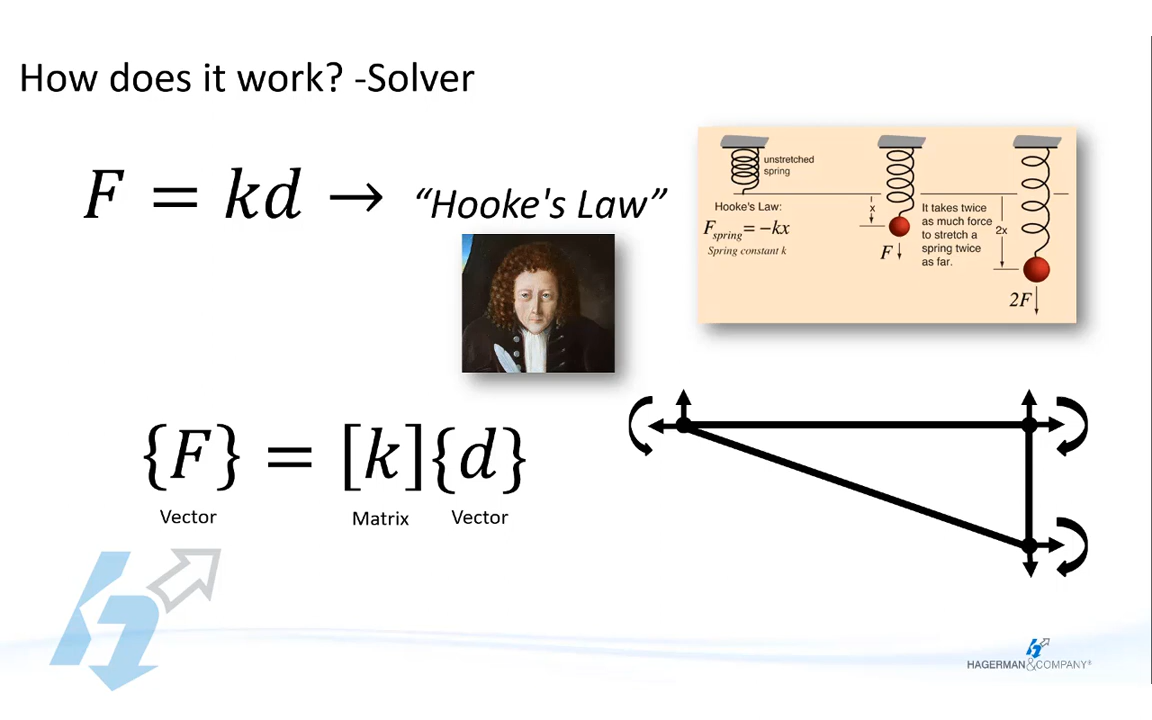 How does it work? -Solver
F = kd → “Hooke's Law”
unstretched
spring
Hooke's Law:
Fspring = −kx
Spring constant k
x
F↓
It takes twice
as much force
to stretch a
spring twice
as far.
2x
2F↓
{F} = [k]{d}
Vector
Matrix
Vector
HAGERMAN&COMPANY®